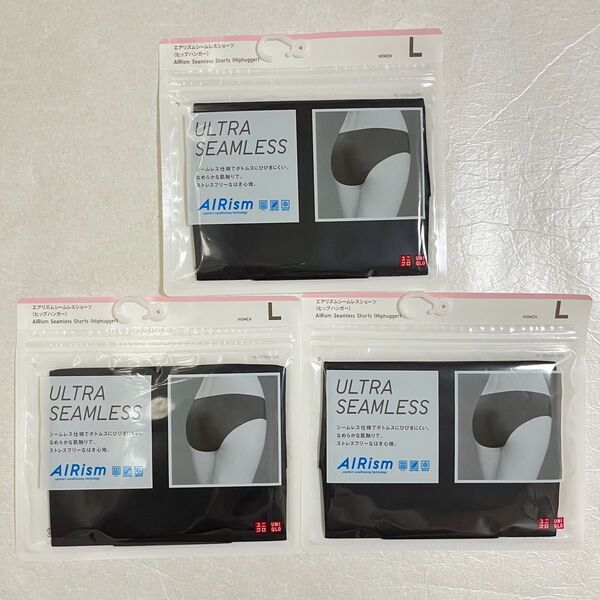 エアリズムシームレスショーツ
(ヒップハンガー)
AIRism Seamless Shorts (Hiphugger)
WOMEN
L
ULTRA
SEAMLESS
シームレス仕様でボトムスにひびきにくい。
なめらかな肌触りで、
ストレスフリーなはき心地。
AIRism
comfort conditioning technology
ユニ UNI
クロ QLO
エアリズムシームレスショーツ
(ヒップハンガー)
AIRism Seamless Shorts (Hiphugger)
WOMEN
L
ULTRA
SEAMLESS
シームレス仕様でボトムスにひびきにくい。
なめらかな肌触りで、
ストレスフリーなはき心地。
AIRism
comfort conditioning technology
ユニ UNI
クロ QLO
エアリズムシームレスショーツ
(ヒップハンガー)
AIRism Seamless Shorts (Hiphugger)
WOMEN
L
ULTRA
SEAMLESS
シームレス仕様でボトムスにひびきにくい。
なめらかな肌触りで、
ストレスフリーなはき心地。
AIRism
comfort conditioning technology
ユニ UNI
クロ QLO